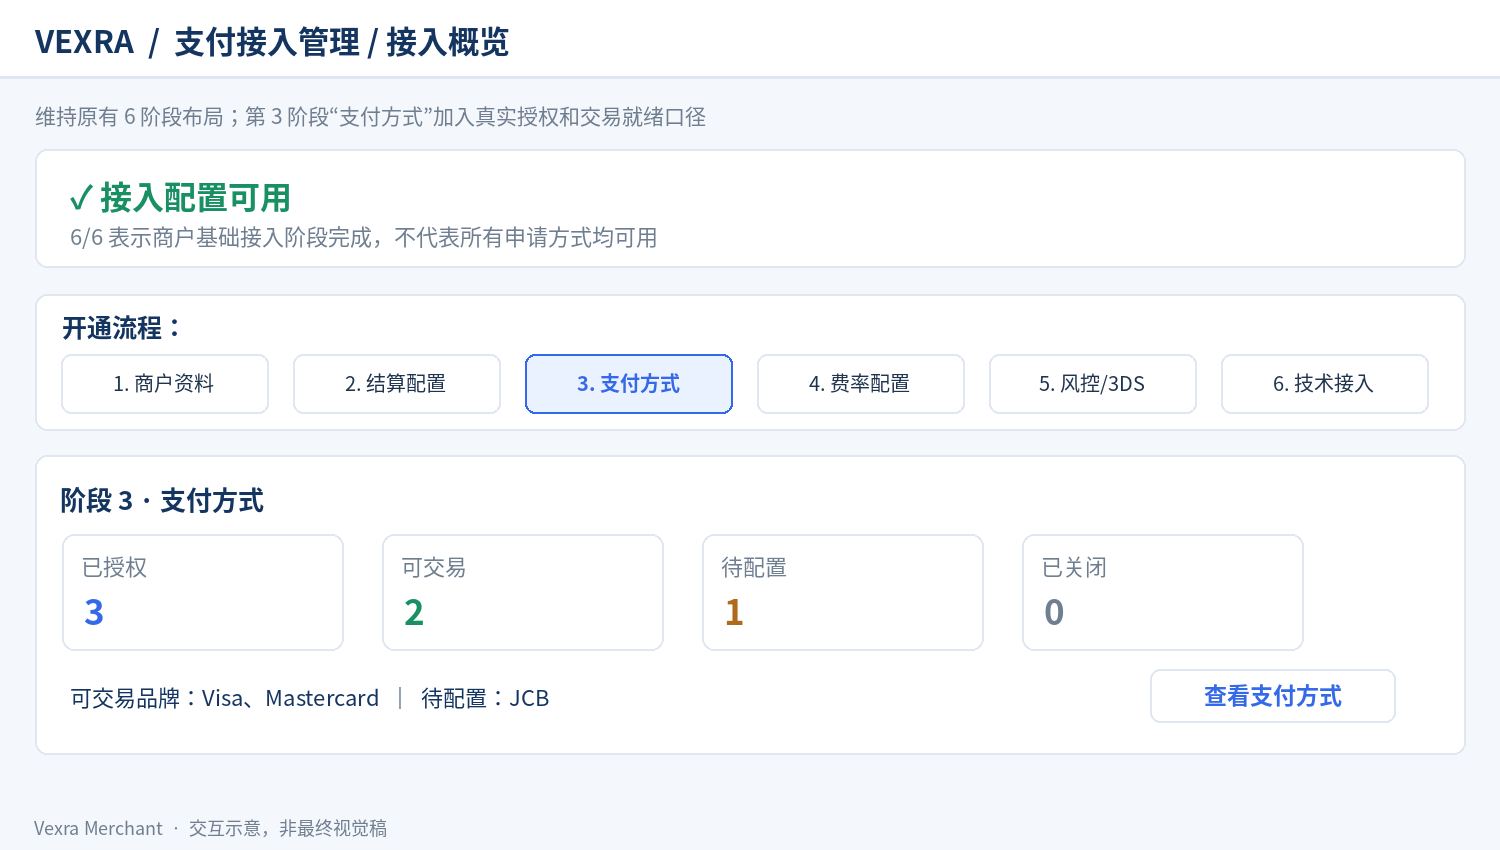 VEXRA / 支付接入管理 / 接入概览
维持原有 6 阶段布局；第 3 阶段“支付方式”加入真实授权和交易就绪口径
✓ 接入配置可用
6/6 表示商户基础接入阶段完成，不代表所有申请方式均可用
开通流程：
1. 商户资料
2. 结算配置
3. 支付方式
4. 费率配置
5. 风控/3DS
6. 技术接入
阶段 3 · 支付方式
已授权
3
可交易
2
待配置
1
已关闭
0
可交易品牌：Visa、Mastercard ｜ 待配置：JCB
查看支付方式
Vexra Merchant · 交互示意，非最终视觉稿